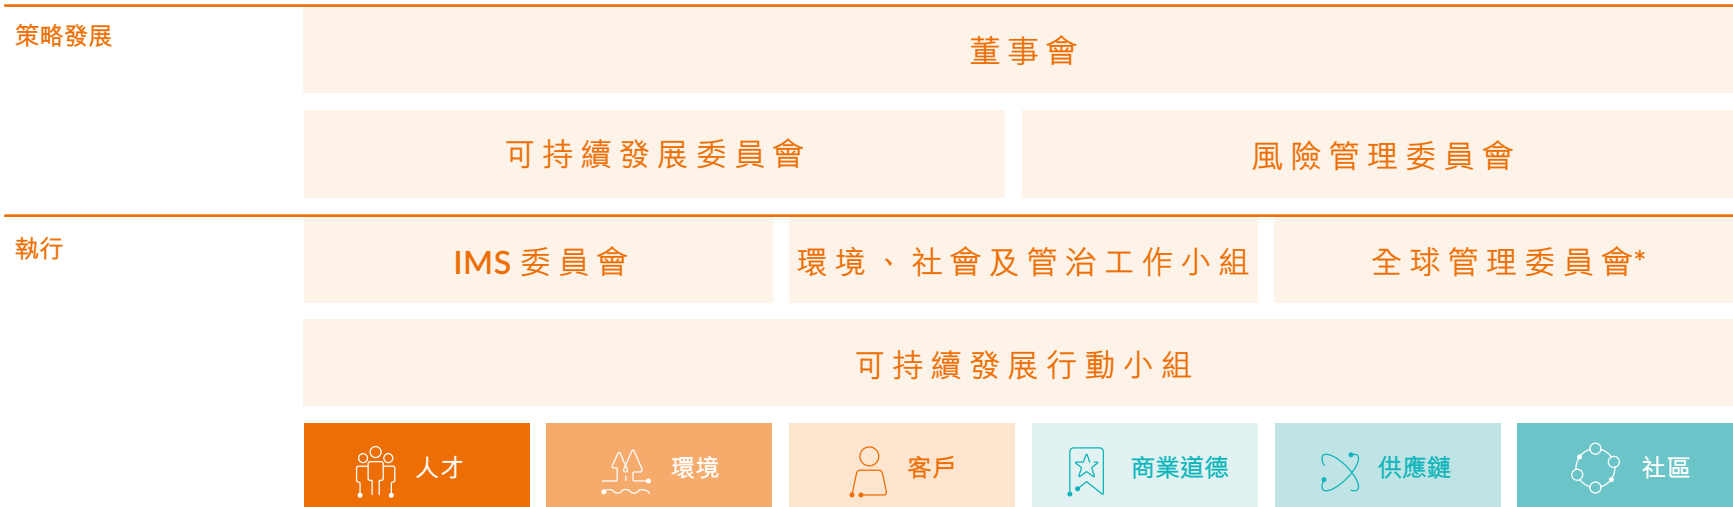 策略發展
董事會
可持續發展委員會
風險管理委員會
執行
IMS 委員會
環境、社會及管治工作小組
全球管理委員會*
可持續發展行動小組
人才
環境
客戶
商業道德
供應鏈
社區